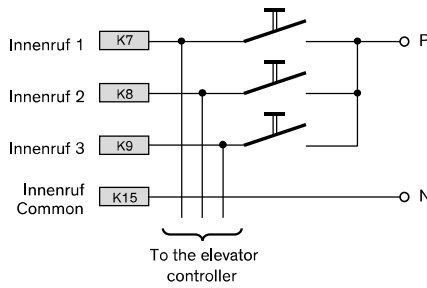 Innenruf 1 K7 P
Innenruf 2 K8
Innenruf 3 K9
Innenruf
Common K15 N
To the elevator
controller